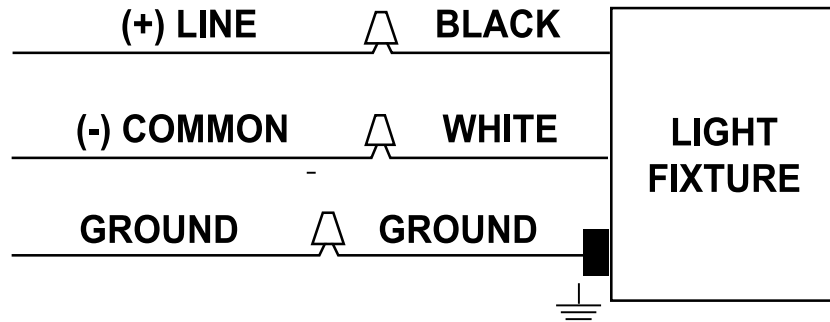 (+) LINE BLACK
(-) COMMON WHITE
LIGHT
FIXTURE
GROUND GROUND